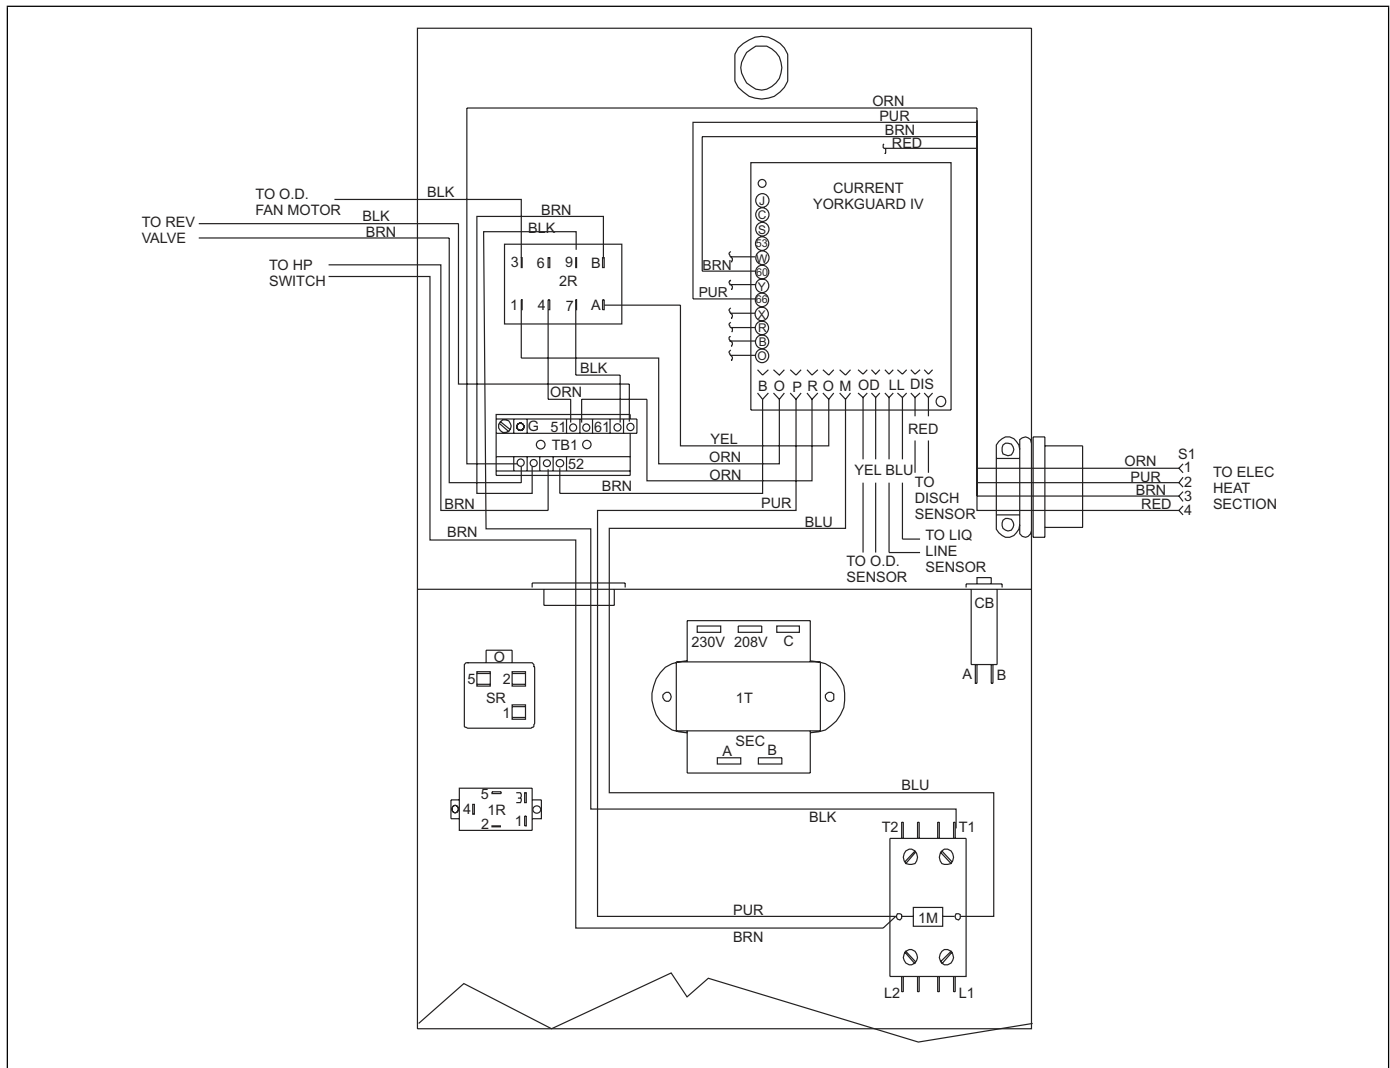 ORN
PUR
BRN
RED
CURRENT
YORKGUARD IV
TO O.D.
FAN MOTOR
BLK
TO REV
VALVE
BLK
BRN
TO HP
SWITCH
BRN
BLK
3 6 9 B
2R
1 4 7 A
J
C
S
53
W
BRN 60
Y
PUR 66
X
R
B
O
BLK
ORN
G 51 61
TB1
52
B O P R O M OD LL DIS
YEL
ORN
ORN
BRN
PUR
BLU
BRN
BRN
RED
YEL BLU
TO
DISCH
SENSOR
TO LIQ
LINE
SENSOR
TO O.D.
SENSOR
S1
ORN 1
PUR 2
BRN 3
RED 4
TO ELEC
HEAT
SECTION
CB
A B
230V 208V C
1T
SEC
A B
5 2
SR
1
5 3
4 1R
2 1
BLU
BLK
T2 T1
PUR
1M
BRN
L2 L1